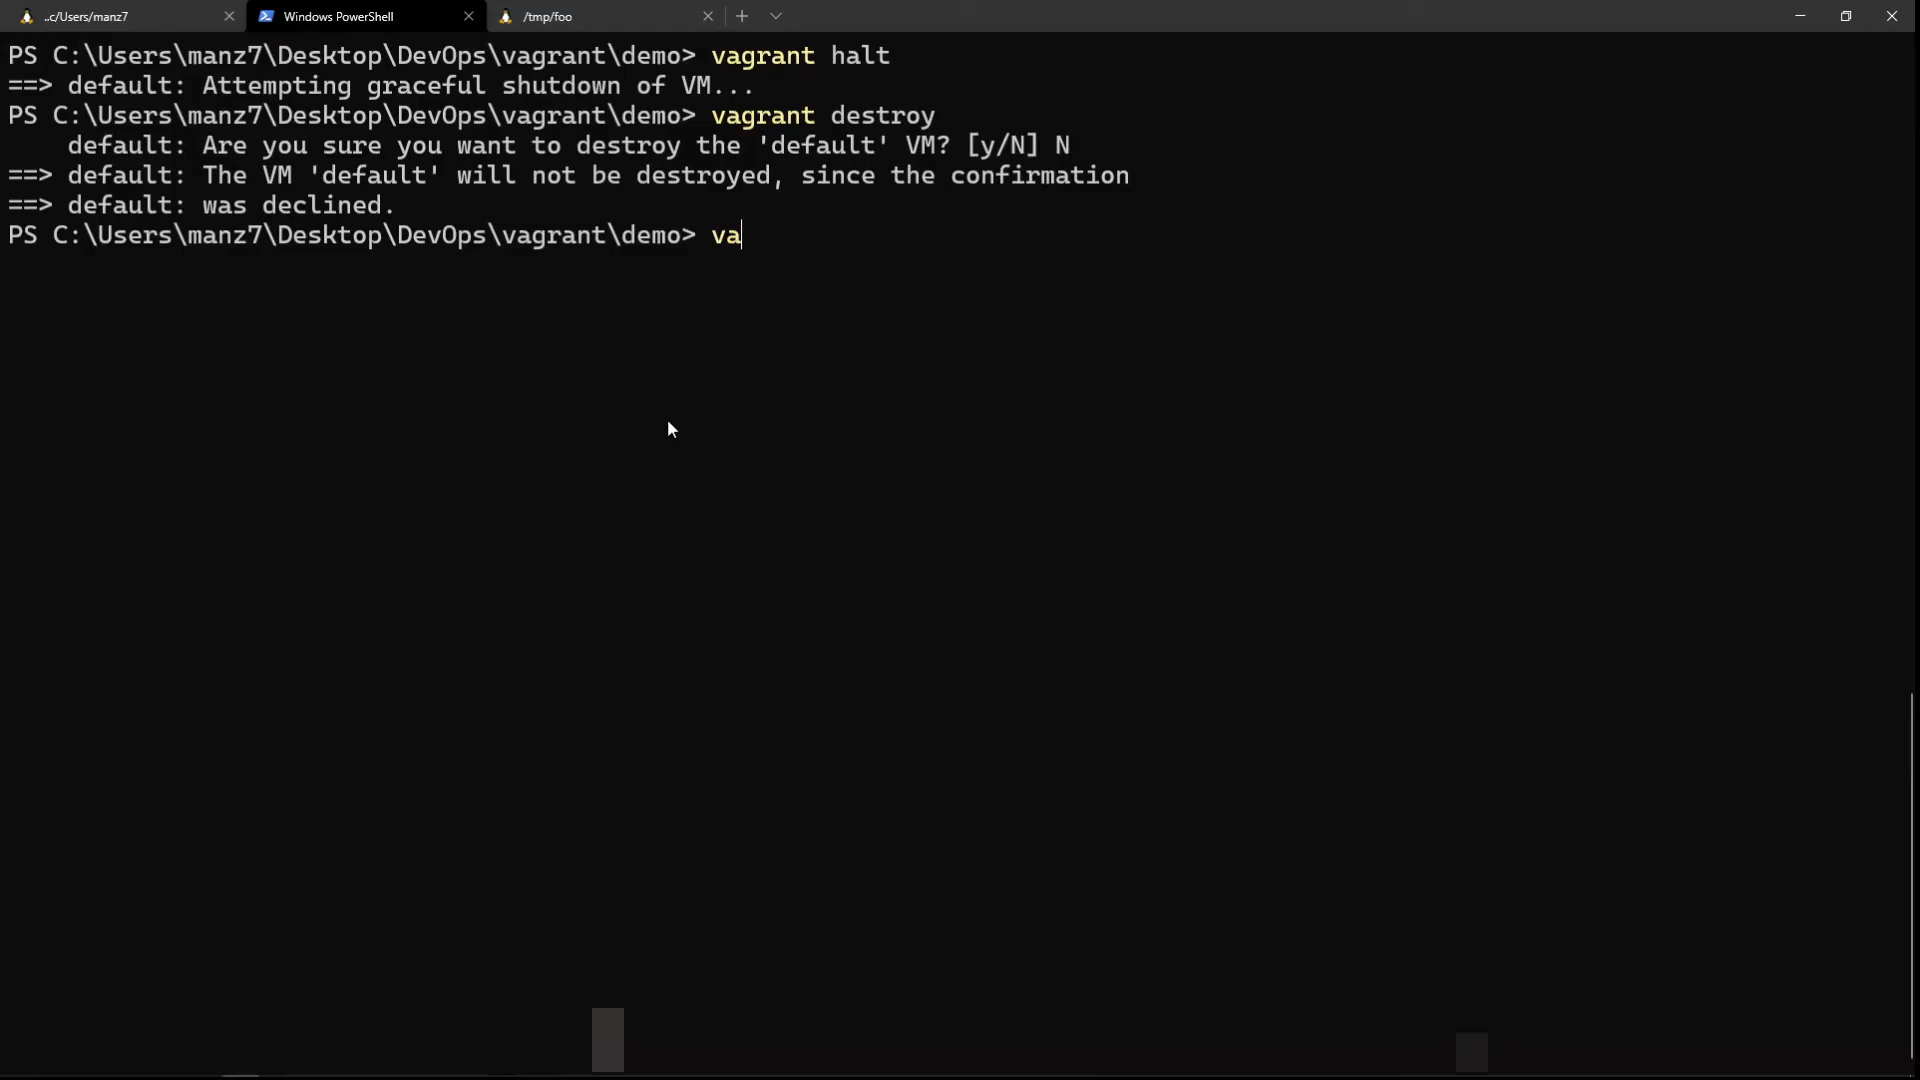 ..c/Users/manz7 Windows PowerShell /tmp/foo
PS C:\Users\manz7\Desktop\DevOps\vagrant\demo> vagrant halt
==> default: Attempting graceful shutdown of VM...
PS C:\Users\manz7\Desktop\DevOps\vagrant\demo> vagrant destroy
    default: Are you sure you want to destroy the 'default' VM? [y/N] N
==> default: The VM 'default' will not be destroyed, since the confirmation
==> default: was declined.
PS C:\Users\manz7\Desktop\DevOps\vagrant\demo> va